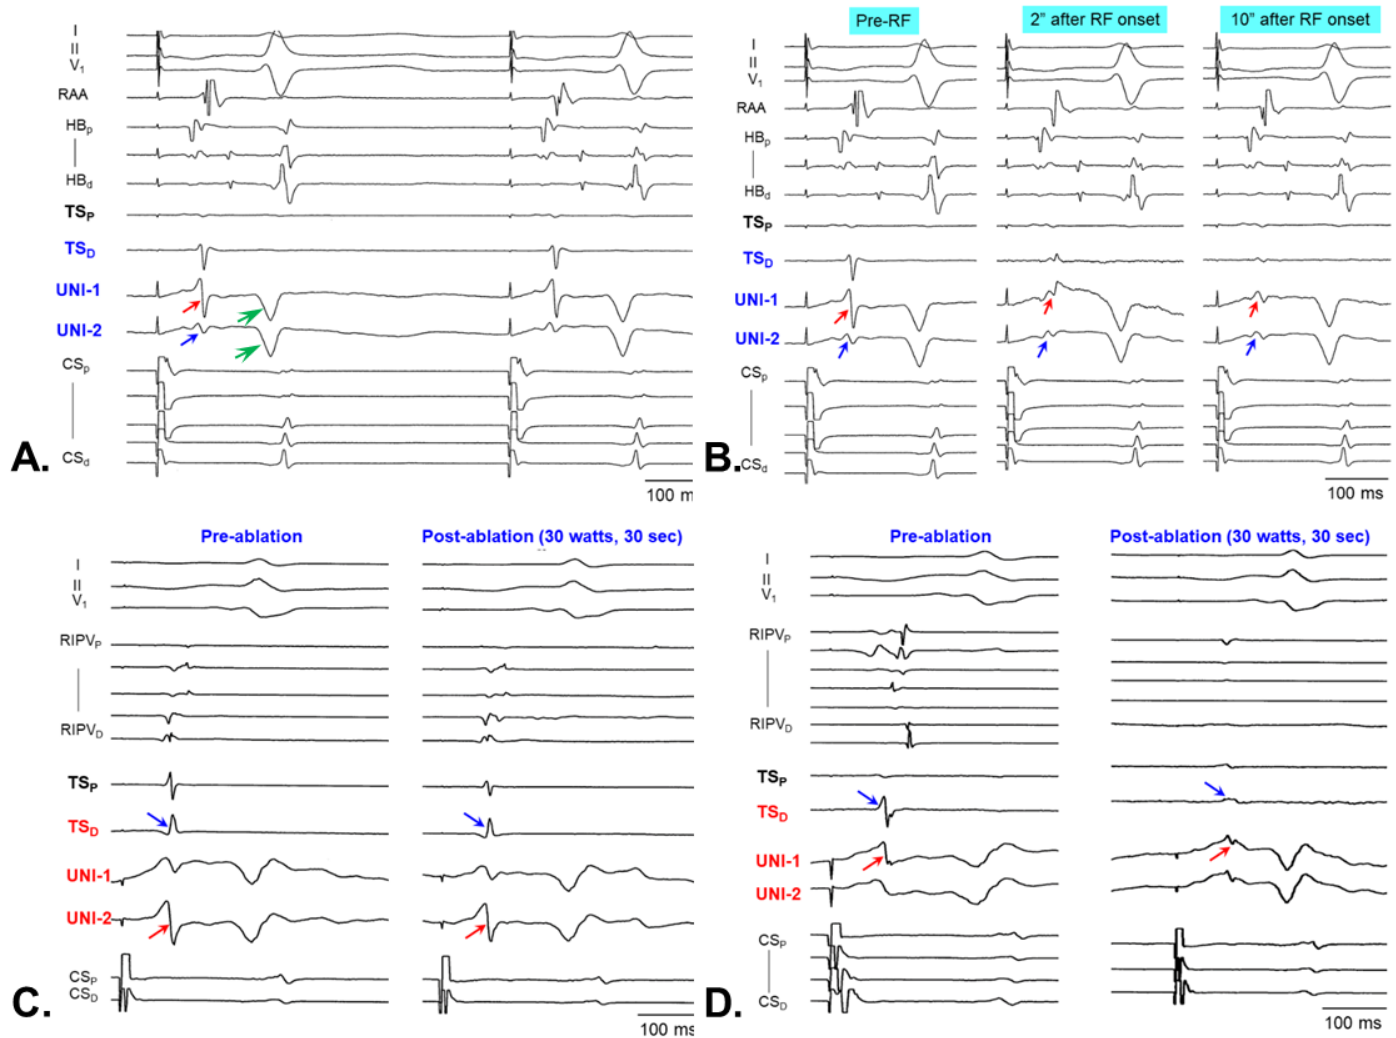 I
II
V1
RAA
HBp
HBd
TSP
TSD
UNI-1
UNI-2
CSp
CSd
A.
100 m
Pre-RF
2” after RF onset
10” after RF onset
I
II
V1
RAA
HBp
HBd
TSP
TSD
UNI-1
UNI-2
CSp
CSd
B.
100 ms
Pre-ablation
Post-ablation (30 watts, 30 sec)
I
II
V1
RIPVP
RIPVD
TSP
TSD
UNI-1
UNI-2
CSP
CSD
C.
100 ms
Pre-ablation
Post-ablation (30 watts, 30 sec)
I
II
V1
RIPVP
RIPVD
TSP
TSD
UNI-1
UNI-2
CSP
CSD
D.
100 ms